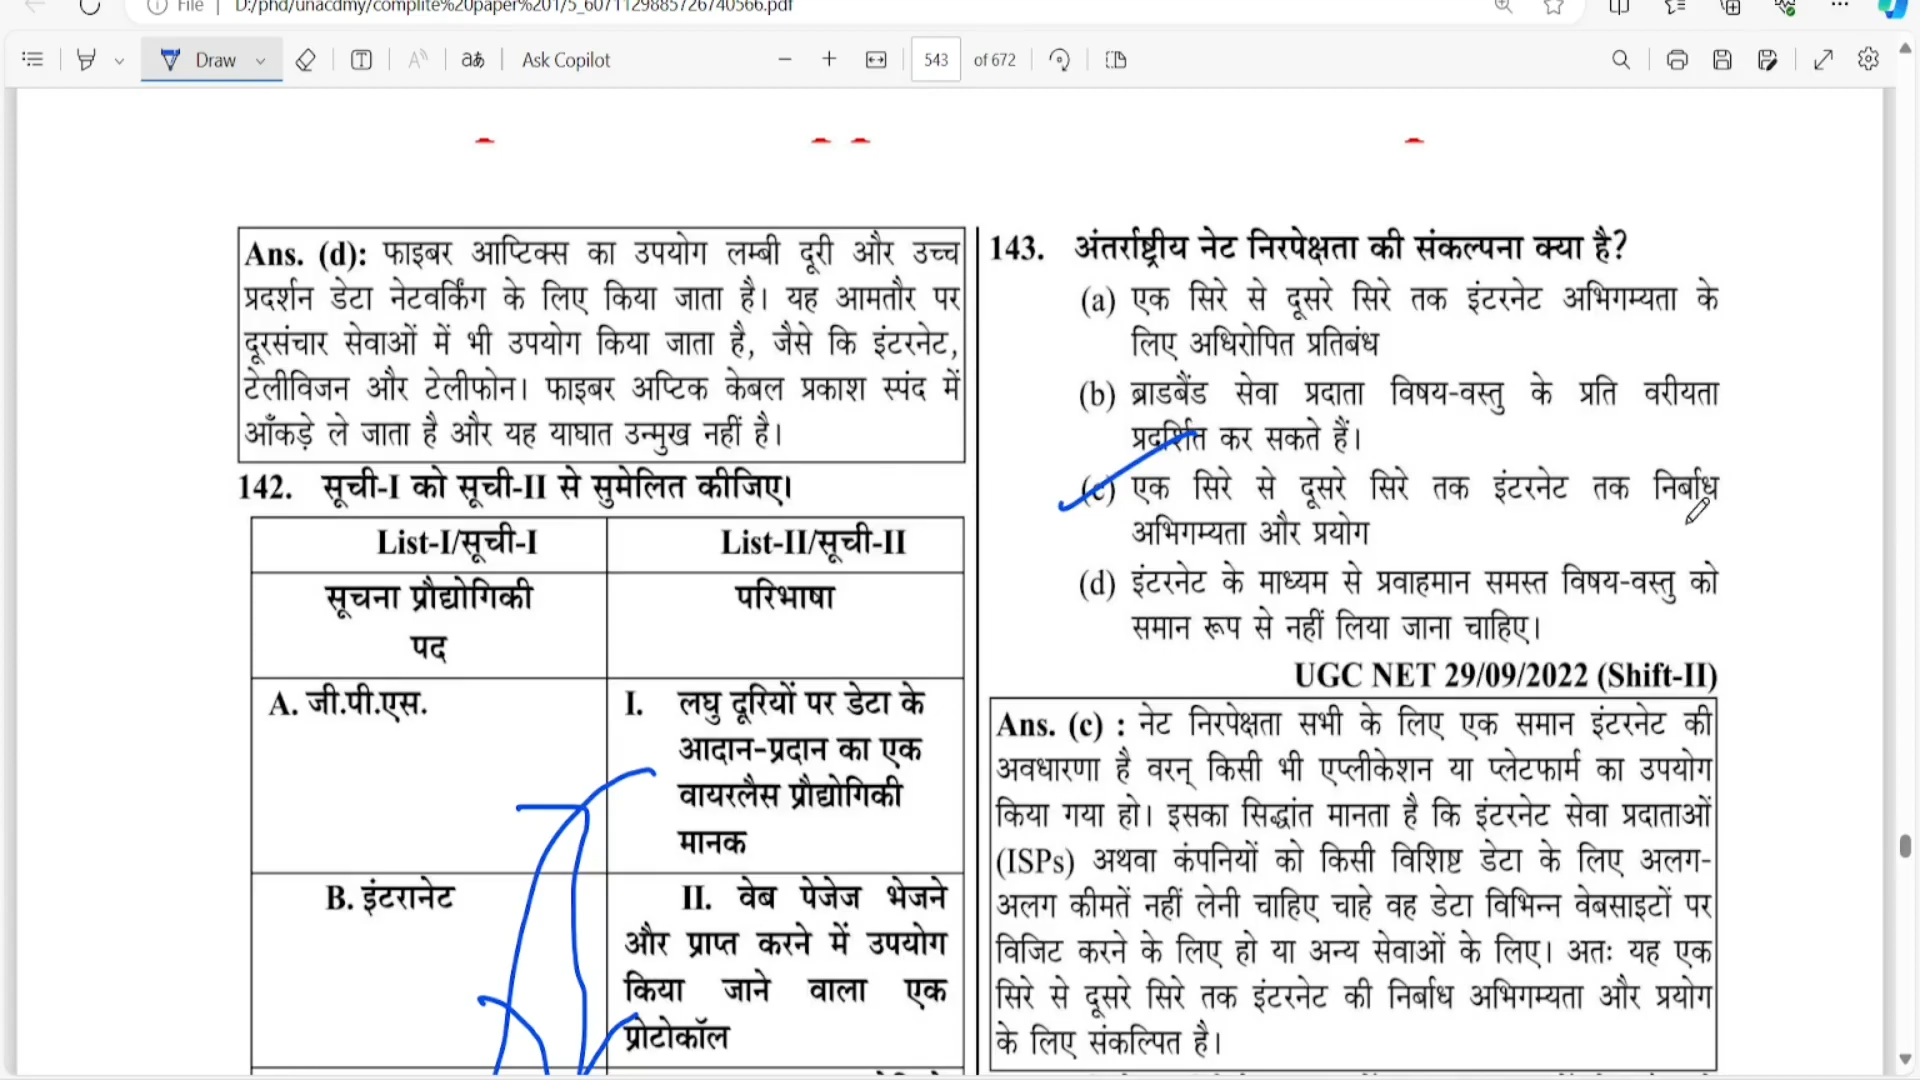 File
D:/phd/unacdmy/complite%20paper%201/5_6071129885726740566.pdf
Draw
Ask Copilot
543 of 672
Ans. (d): फाइबर आप्टिक्स का उपयोग लम्बी दूरी और उच्च
प्रदर्शन डेटा नेटवर्किंग के लिए किया जाता है। यह आमतौर पर
दूरसंचार सेवाओं में भी उपयोग किया जाता है, जैसे कि इंटरनेट,
टेलीविजन और टेलीफोन। फाइबर अप्टिक केबल प्रकाश स्पंद में
आँकड़े ले जाता है और यह याघात उन्मुख नहीं है।
142. सूची-I को सूची-II से सुमेलित कीजिए।
List-I/सूची-I
List-II/सूची-II
सूचना प्रौद्योगिकी
पद
परिभाषा
A. जी.पी.एस.
I. लघु दूरियों पर डेटा के
आदान-प्रदान का एक
वायरलैस प्रौद्योगिकी
मानक
B. इंटरानेट
II. वेब पेजेज भेजने
और प्राप्त करने में उपयोग
किया जाने वाला एक
प्रोटोकॉल
143. अंतर्राष्ट्रीय नेट निरपेक्षता की संकल्पना क्या है?
(a) एक सिरे से दूसरे सिरे तक इंटरनेट अभिगम्यता के
लिए अधिरोपित प्रतिबंध
(b) ब्राडबैंड सेवा प्रदाता विषय-वस्तु के प्रति वरीयता
प्रदर्शित कर सकते हैं।
(c) एक सिरे से दूसरे सिरे तक इंटरनेट तक निर्बाध
अभिगम्यता और प्रयोग
(d) इंटरनेट के माध्यम से प्रवाहमान समस्त विषय-वस्तु को
समान रूप से नहीं लिया जाना चाहिए।
UGC NET 29/09/2022 (Shift-II)
Ans. (c) : नेट निरपेक्षता सभी के लिए एक समान इंटरनेट की
अवधारणा है वरन् किसी भी एप्लीकेशन या प्लेटफार्म का उपयोग
किया गया हो। इसका सिद्धांत मानता है कि इंटरनेट सेवा प्रदाताओं
(ISPs) अथवा कंपनियों को किसी विशिष्ट डेटा के लिए अलग-
अलग कीमतें नहीं लेनी चाहिए चाहे वह डेटा विभिन्न वेबसाइटों पर
विजिट करने के लिए हो या अन्य सेवाओं के लिए। अतः यह एक
सिरे से दूसरे सिरे तक इंटरनेट की निर्बाध अभिगम्यता और प्रयोग
के लिए संकल्पित है।